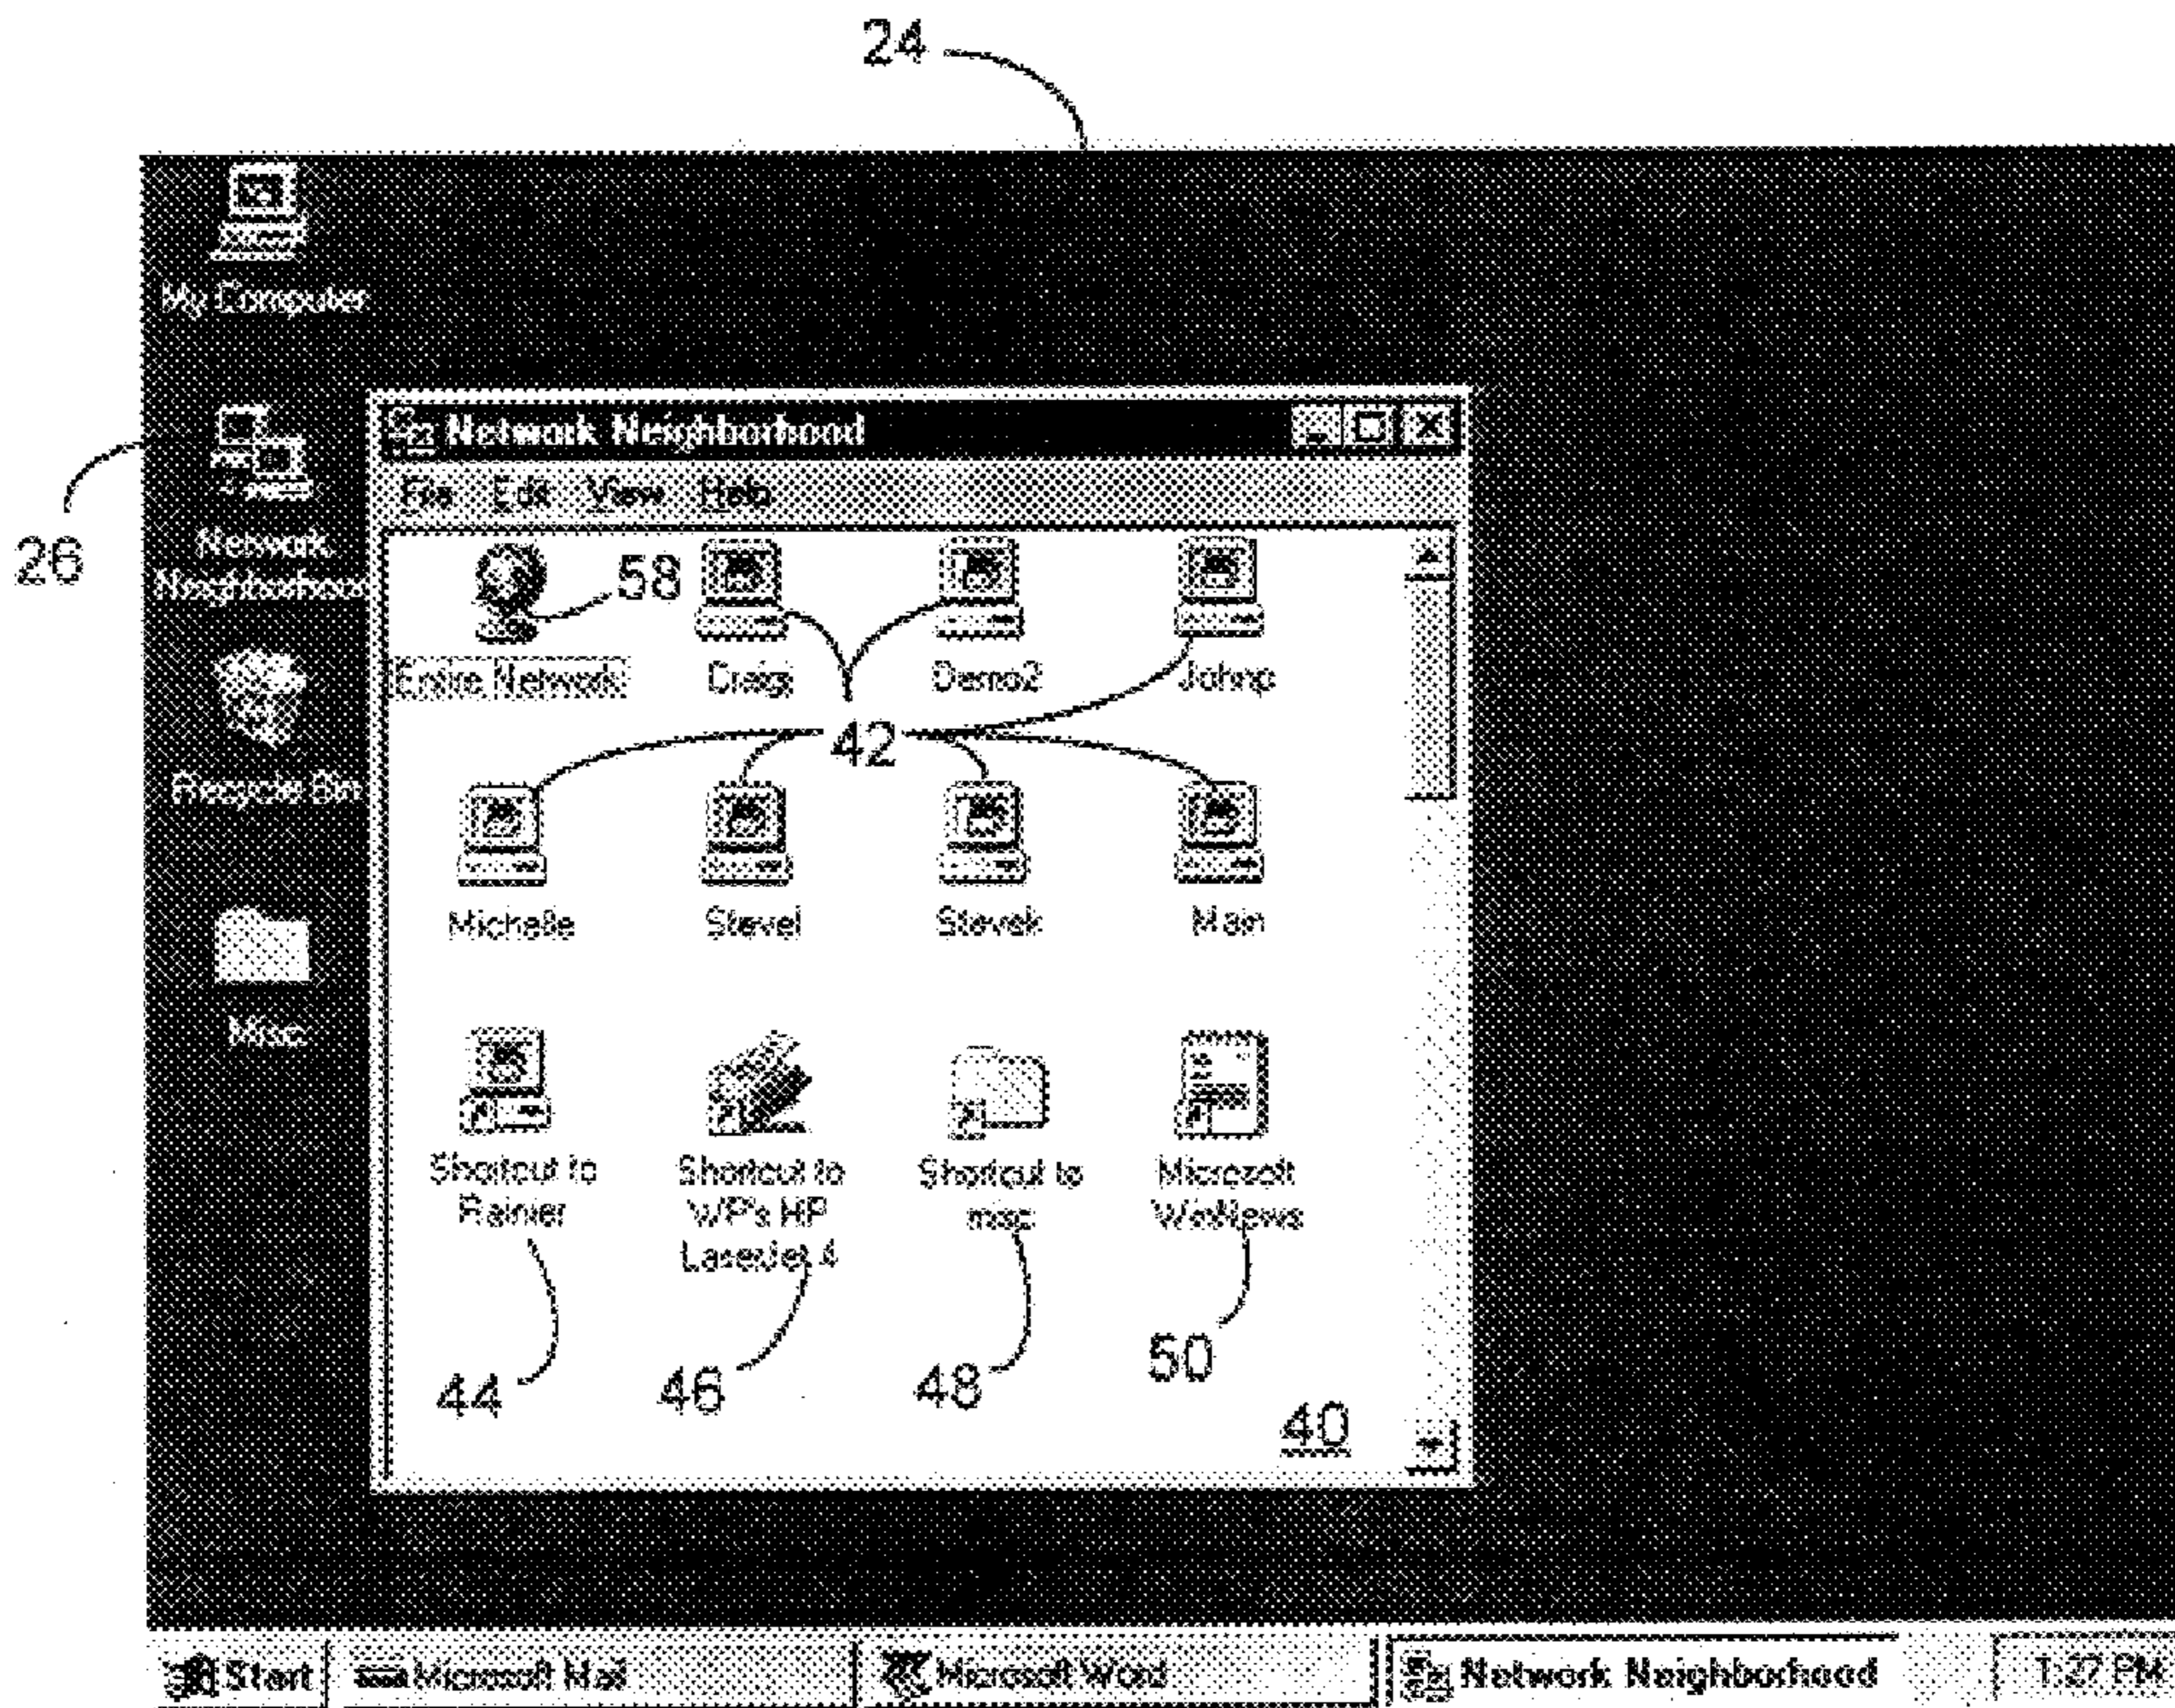 24
My Computer
26
Network
Neighborhood
Recycle Bin
Misc.
Network Neighborhood
File Edit View Help
58
Entire Network Craigi Demo2 Johnp
42
Michelle Stevel Stevek Main
Shortcut to Rainier
Shortcut to WP's HP LaserJet 4
Shortcut to misc
Microsoft WinNews
44 46 48 50
40
Start Microsoft Mail Microsoft Word Network Neighborhood 1:27 PM